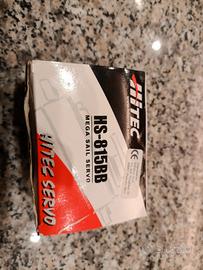 HITEC
HS-815BB
MEGA SAIL SERVO
HITEC SERVO